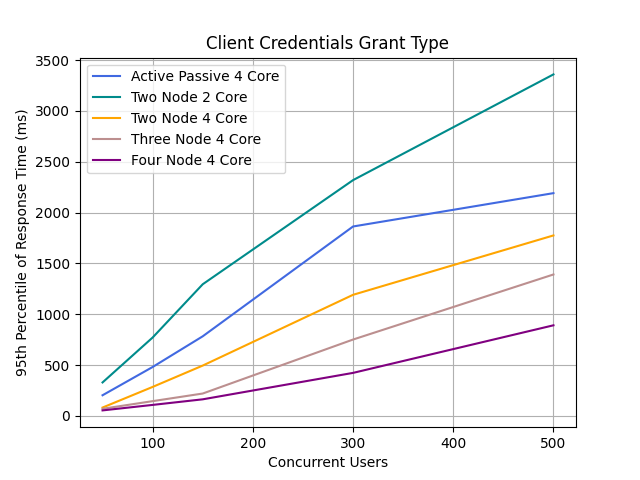 Client Credentials Grant Type
3500
3000
2500
2000
1500
1000
500
0
95th Percentile of Response Time (ms)
Active Passive 4 Core
Two Node 2 Core
Two Node 4 Core
Three Node 4 Core
Four Node 4 Core
100 200 300 400 500
Concurrent Users